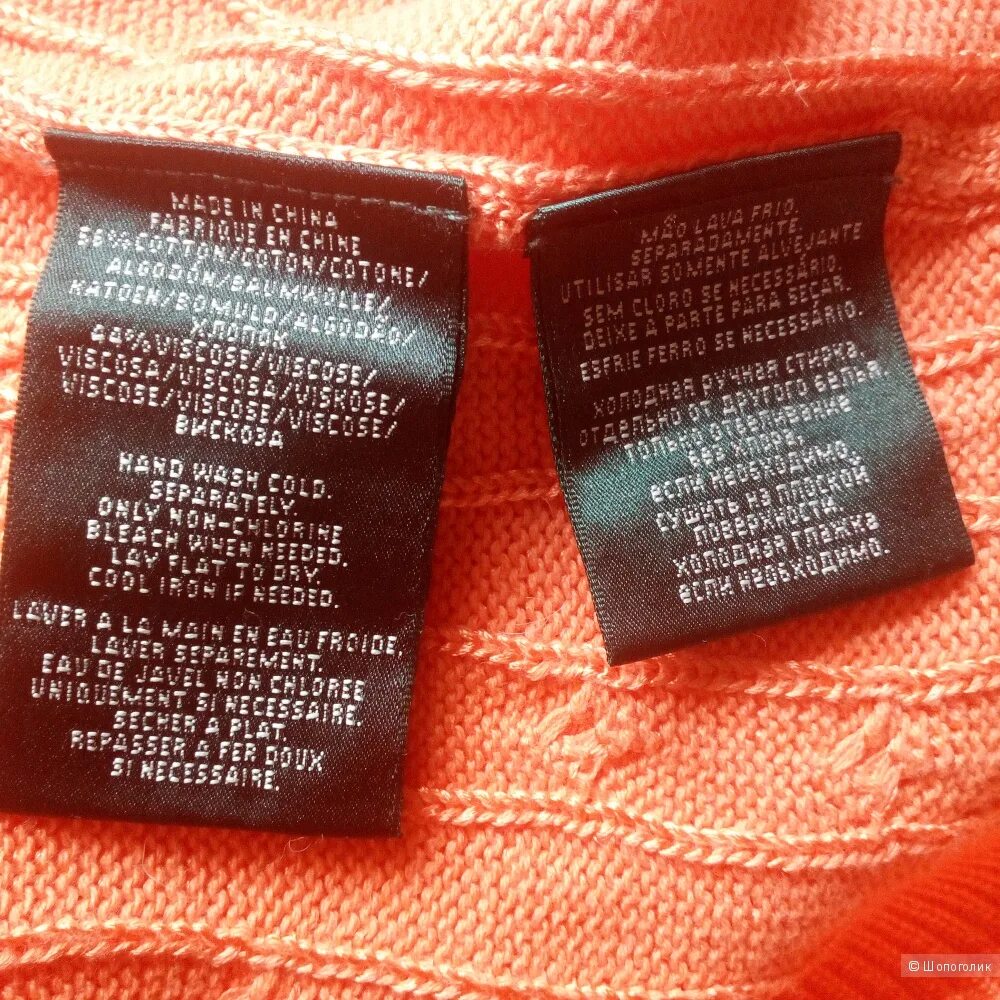 MADE IN CHINA
FABRIQUE EN CHINE
56%COTTON/COTON/COTONE/
ALGODÓN/BAUMWOLLE/
KATOEN/BOMULD/ALGODÃO/
ХЛОПОК
44%VISCOSE/VISCOSE/
VISCOSA/VISCOSA/VISKOSE/
VISCOSE/VISCOSE/VISCOSE/
ВИСКОЗА
HAND WASH COLD.
SEPARATELY
ONLY NON-CHLORINE
BLEACH WHEN NEEDED.
LAY FLAT TO DRY
COOL IRON IF NEEDED.
LAVER A LA MAIN EN EAU FROIDE,
LAVER SEPAREMENT
EAU DE JAVEL NON CHLOREE
UNIQUEMENT SI NECESSAIRE.
SECHER A PLAT
REPASSER A FER DOUX
SI NECESSAIRE.
MÃO LAVA FRIO,
SEPARADAMENTE.
UTILISAR SOMENTE ALVEJANTE
SEM CLORO SE NECESSÁRIO.
DEIXE A PARTE PARA SEÇAR.
ESFRIE FERRO SE NECESSÁRIO.
холодная ручная стирка,
отдельно от другого белья
только отбеливание
без хлора,
если необходимо.
сушить на плоской
поверхности
холодная глажка
если необходимо.
© Шопоголик